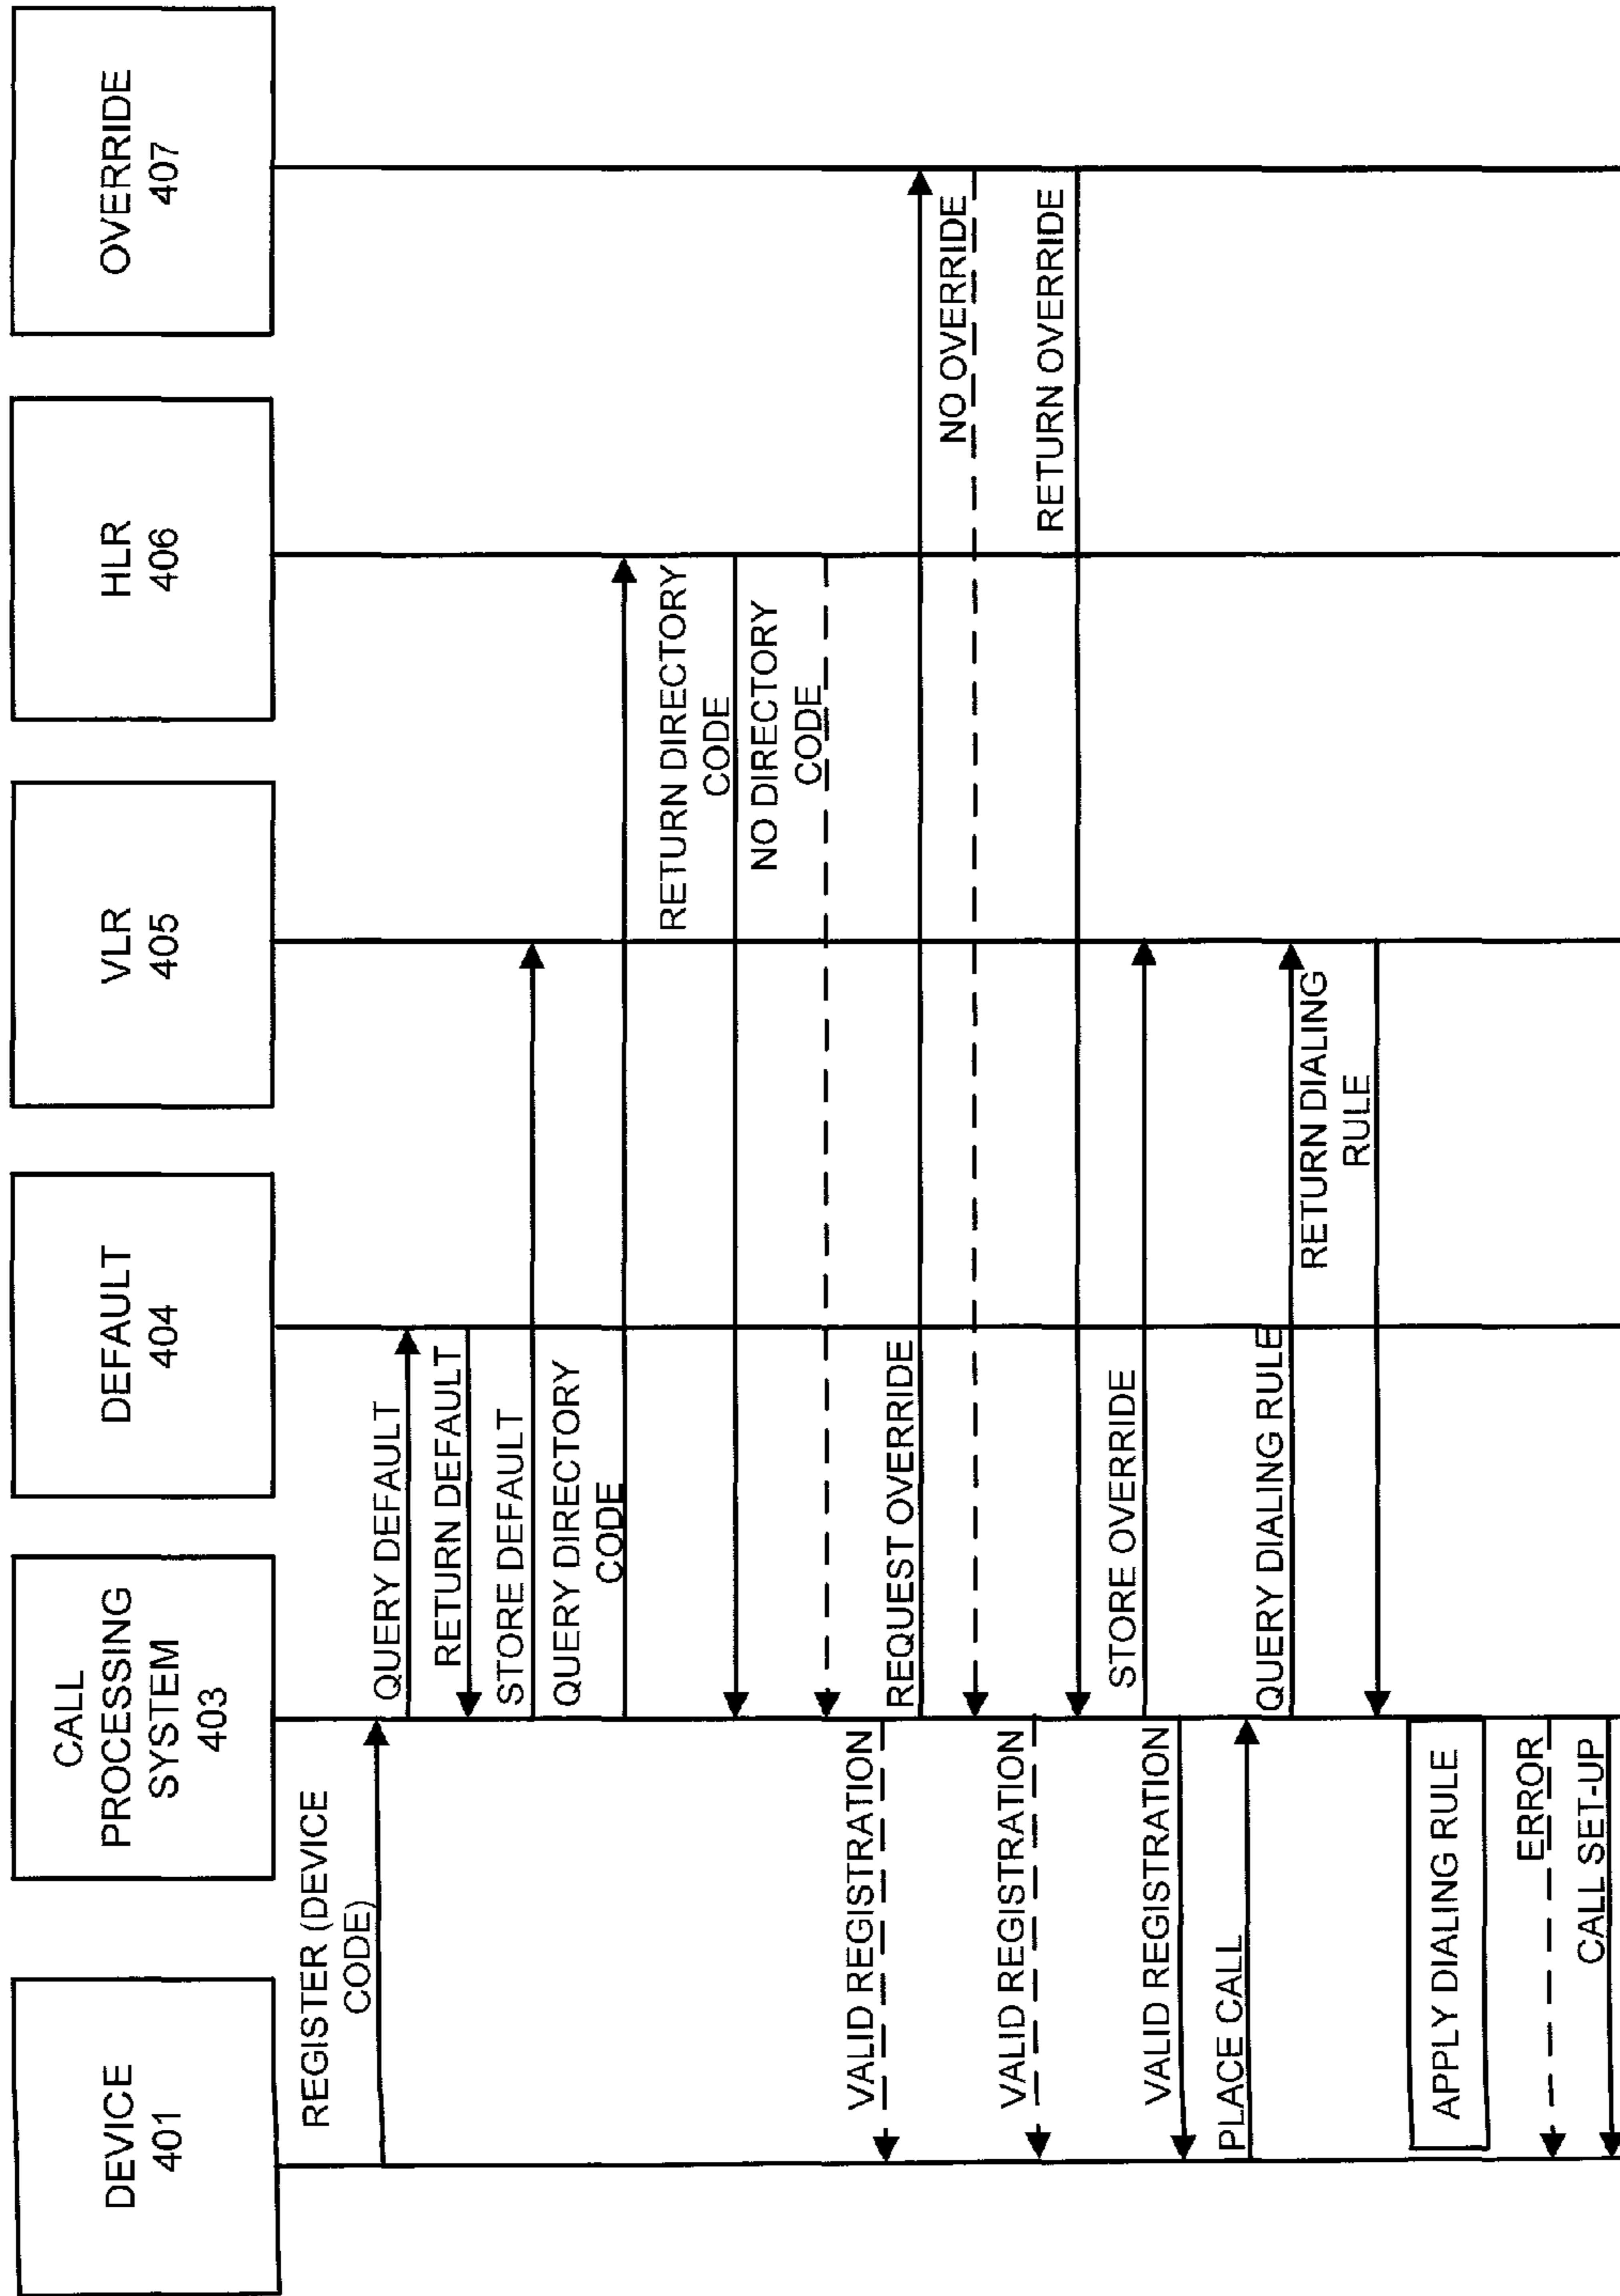 DEVICE
401
CALL
PROCESSING
SYSTEM
403
DEFAULT
404
VLR
405
HLR
406
OVERRIDE
407
REGISTER (DEVICE
CODE)
QUERY DEFAULT
RETURN DEFAULT
STORE DEFAULT
QUERY DIRECTORY
CODE
RETURN DIRECTORY
CODE
NO DIRECTORY
CODE
VALID REGISTRATION
REQUEST OVERRIDE
NO OVERRIDE
VALID REGISTRATION
RETURN OVERRIDE
STORE OVERRIDE
VALID REGISTRATION
PLACE CALL
QUERY DIALING RULE
RETURN DIALING
RULE
APPLY DIALING RULE
ERROR
CALL SET-UP